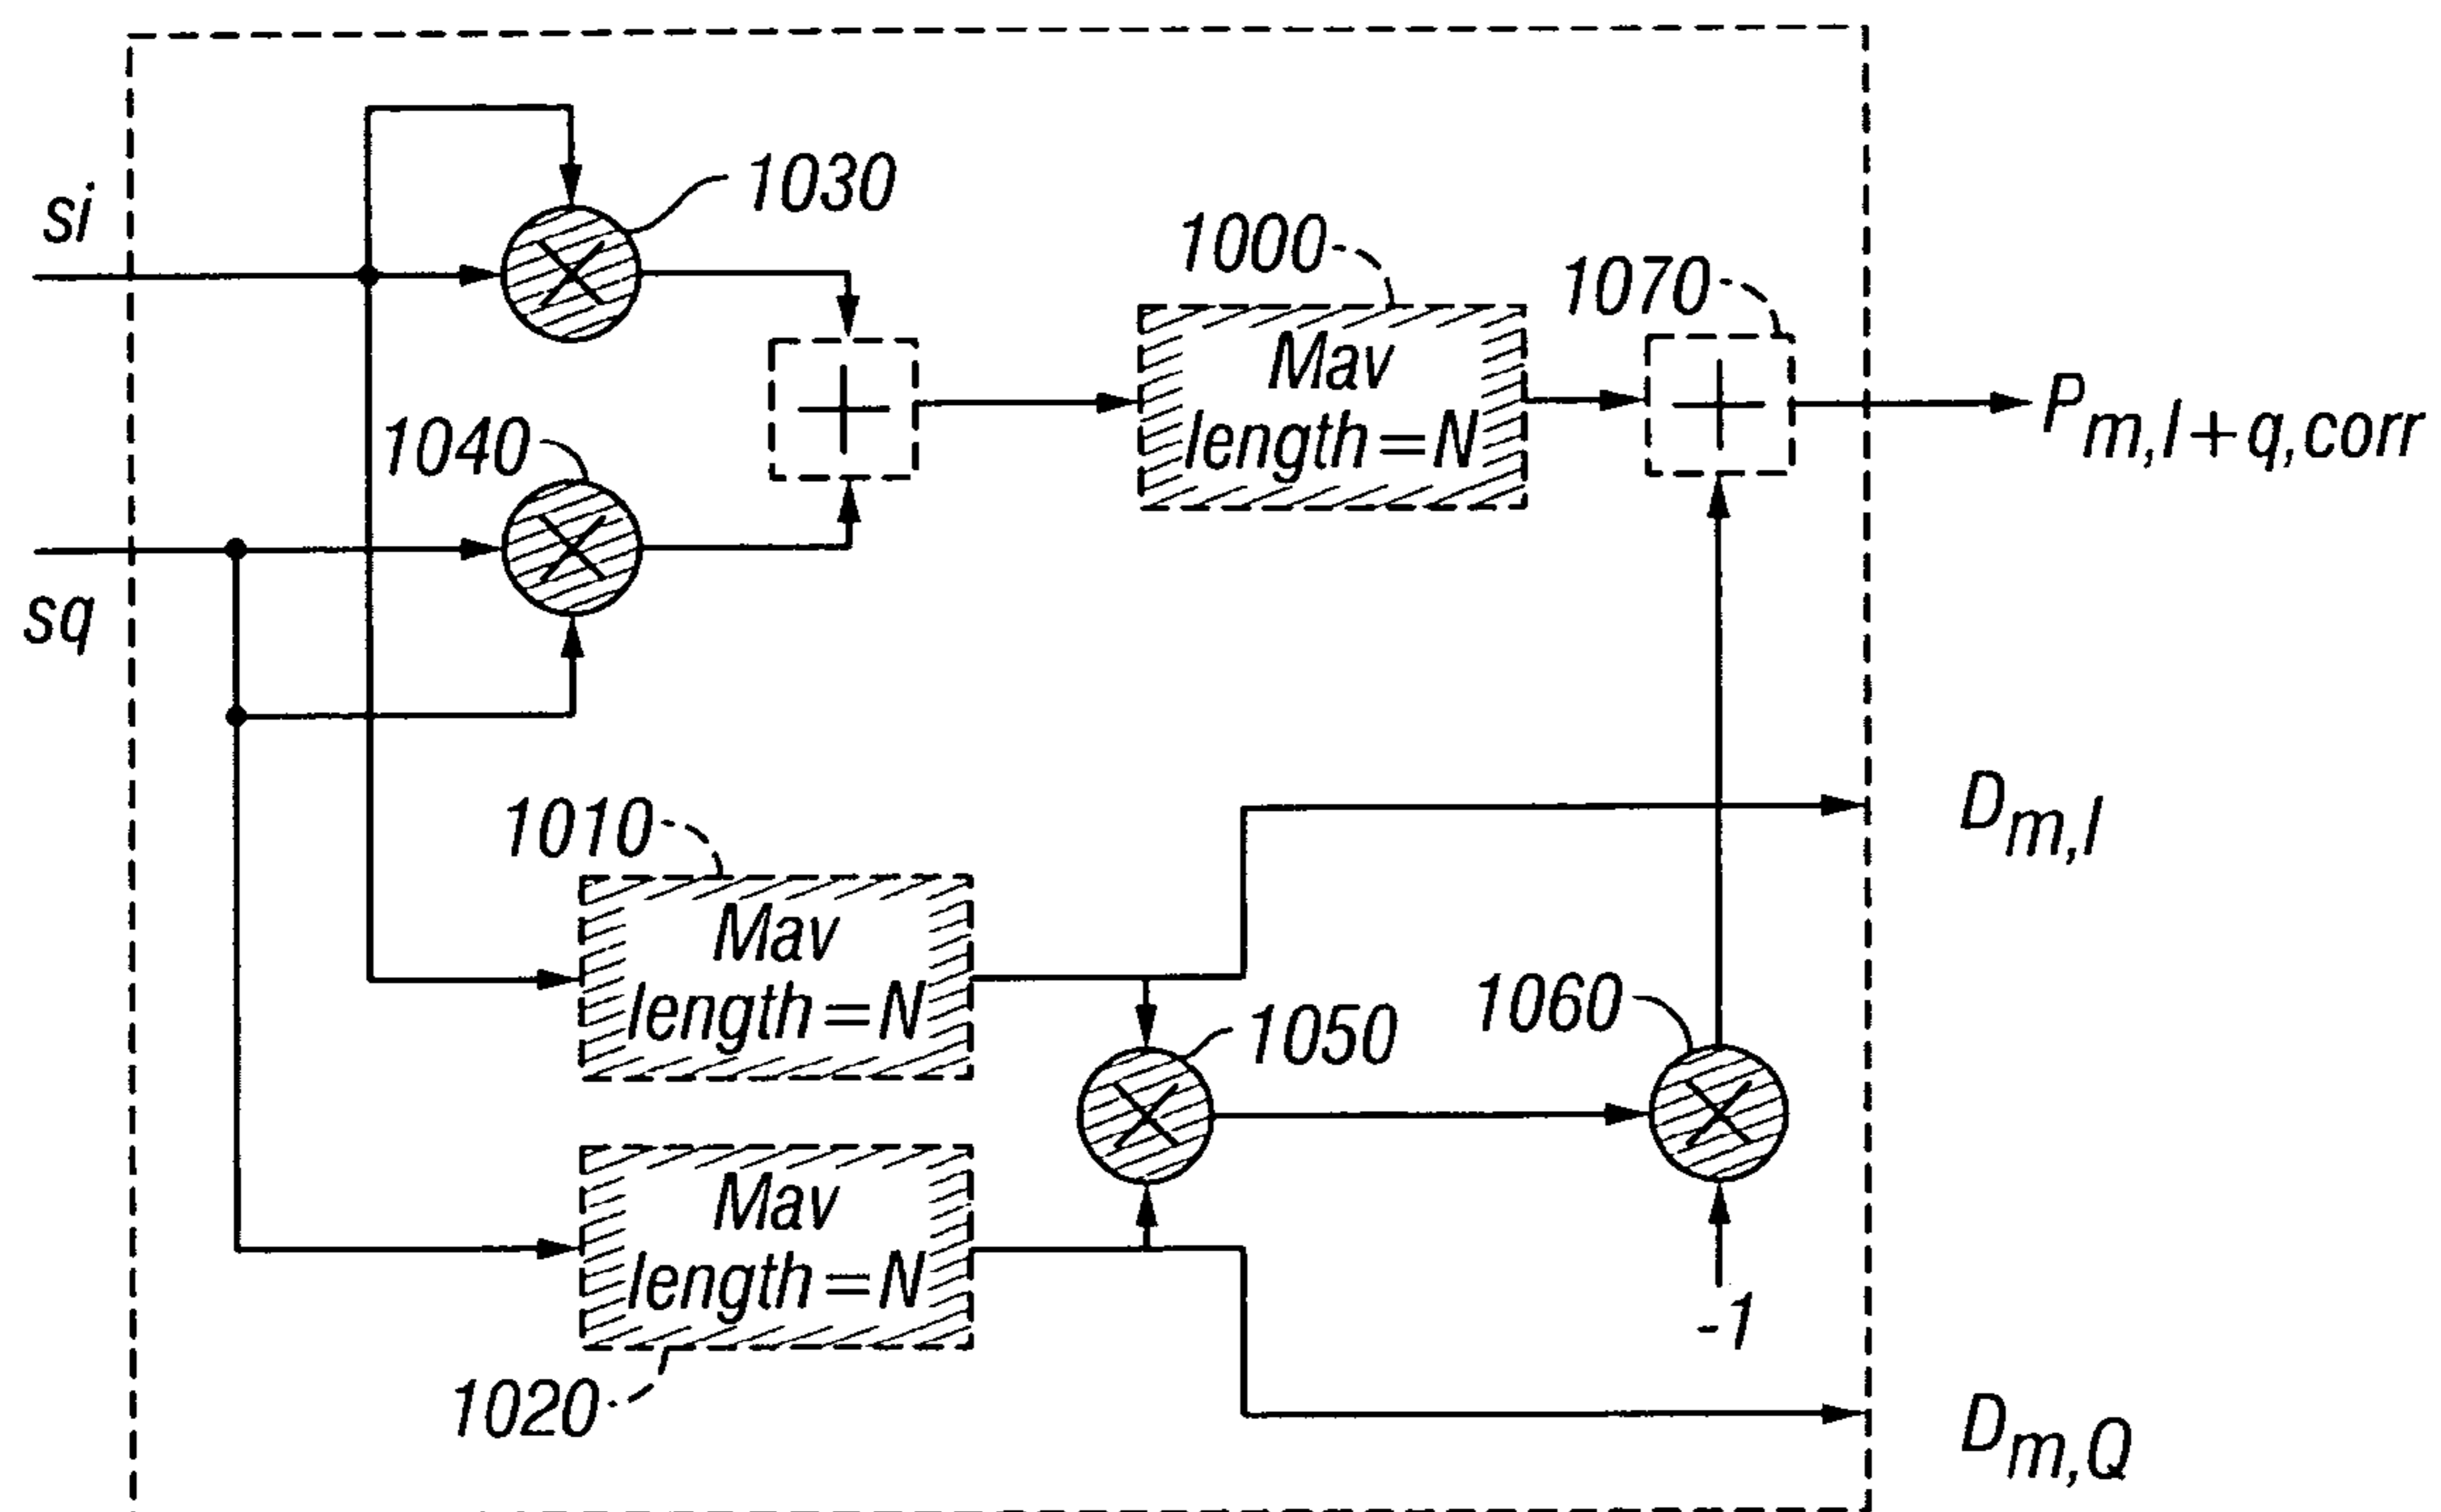 si
1030
1000
1070
Mav
length=N
P m,I+q,corr
1040
sq
D m,I
1010
Mav
length=N
1050
1060
Mav
length=N
-1
1020
D m,Q